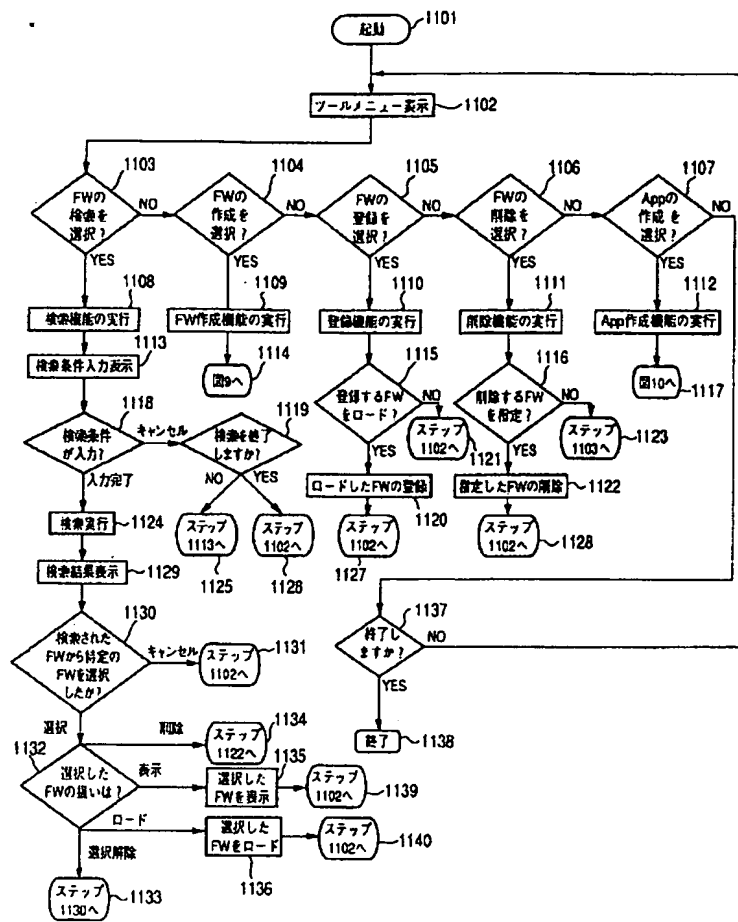 起動
1101
ツールメニュー表示
1102
1103
FWの
検索を
選択?
NO
YES
1104
FWの
作成を
選択?
NO
YES
1105
FWの
登録を
選択?
NO
YES
1106
FWの
削除を
選択?
NO
YES
1107
Appの
作成を
選択?
NO
YES
1108
検索機能の実行
1109
FW作成機能の実行
1110
登録機能の実行
1111
削除機能の実行
1112
App作成機能の実行
1113
検索条件入力表示
1114
図9へ
1115
登録するFW
をロード?
NO
YES
1116
削除するFW
を指定?
NO
YES
図10へ
1117
1118
検索条件
が入力?
キャンセル
入力完了
1119
検索を終了
しますか?
NO
YES
ステップ
1102へ
1121
ステップ
1103へ
1123
ロードしたFWの登録
1120
指定したFWの削除
1122
検索実行
1124
ステップ
1113へ
1125
ステップ
1102へ
1126
ステップ
1102へ
1127
ステップ
1102へ
1128
検索結果表示
1129
1130
検索された
FWから特定の
FWを選択
したか?
キャンセル
選択
ステップ
1102へ
1131
1137
終了し
ますか?
NO
YES
終了
1138
1132
選択した
FWの扱いは?
削除
ステップ
1122へ
1134
表示
1135
選択した
FWを表示
ステップ
1102へ
1139
ロード
選択した
FWをロード
1136
ステップ
1102へ
1140
選択解除
ステップ
1130へ
1133